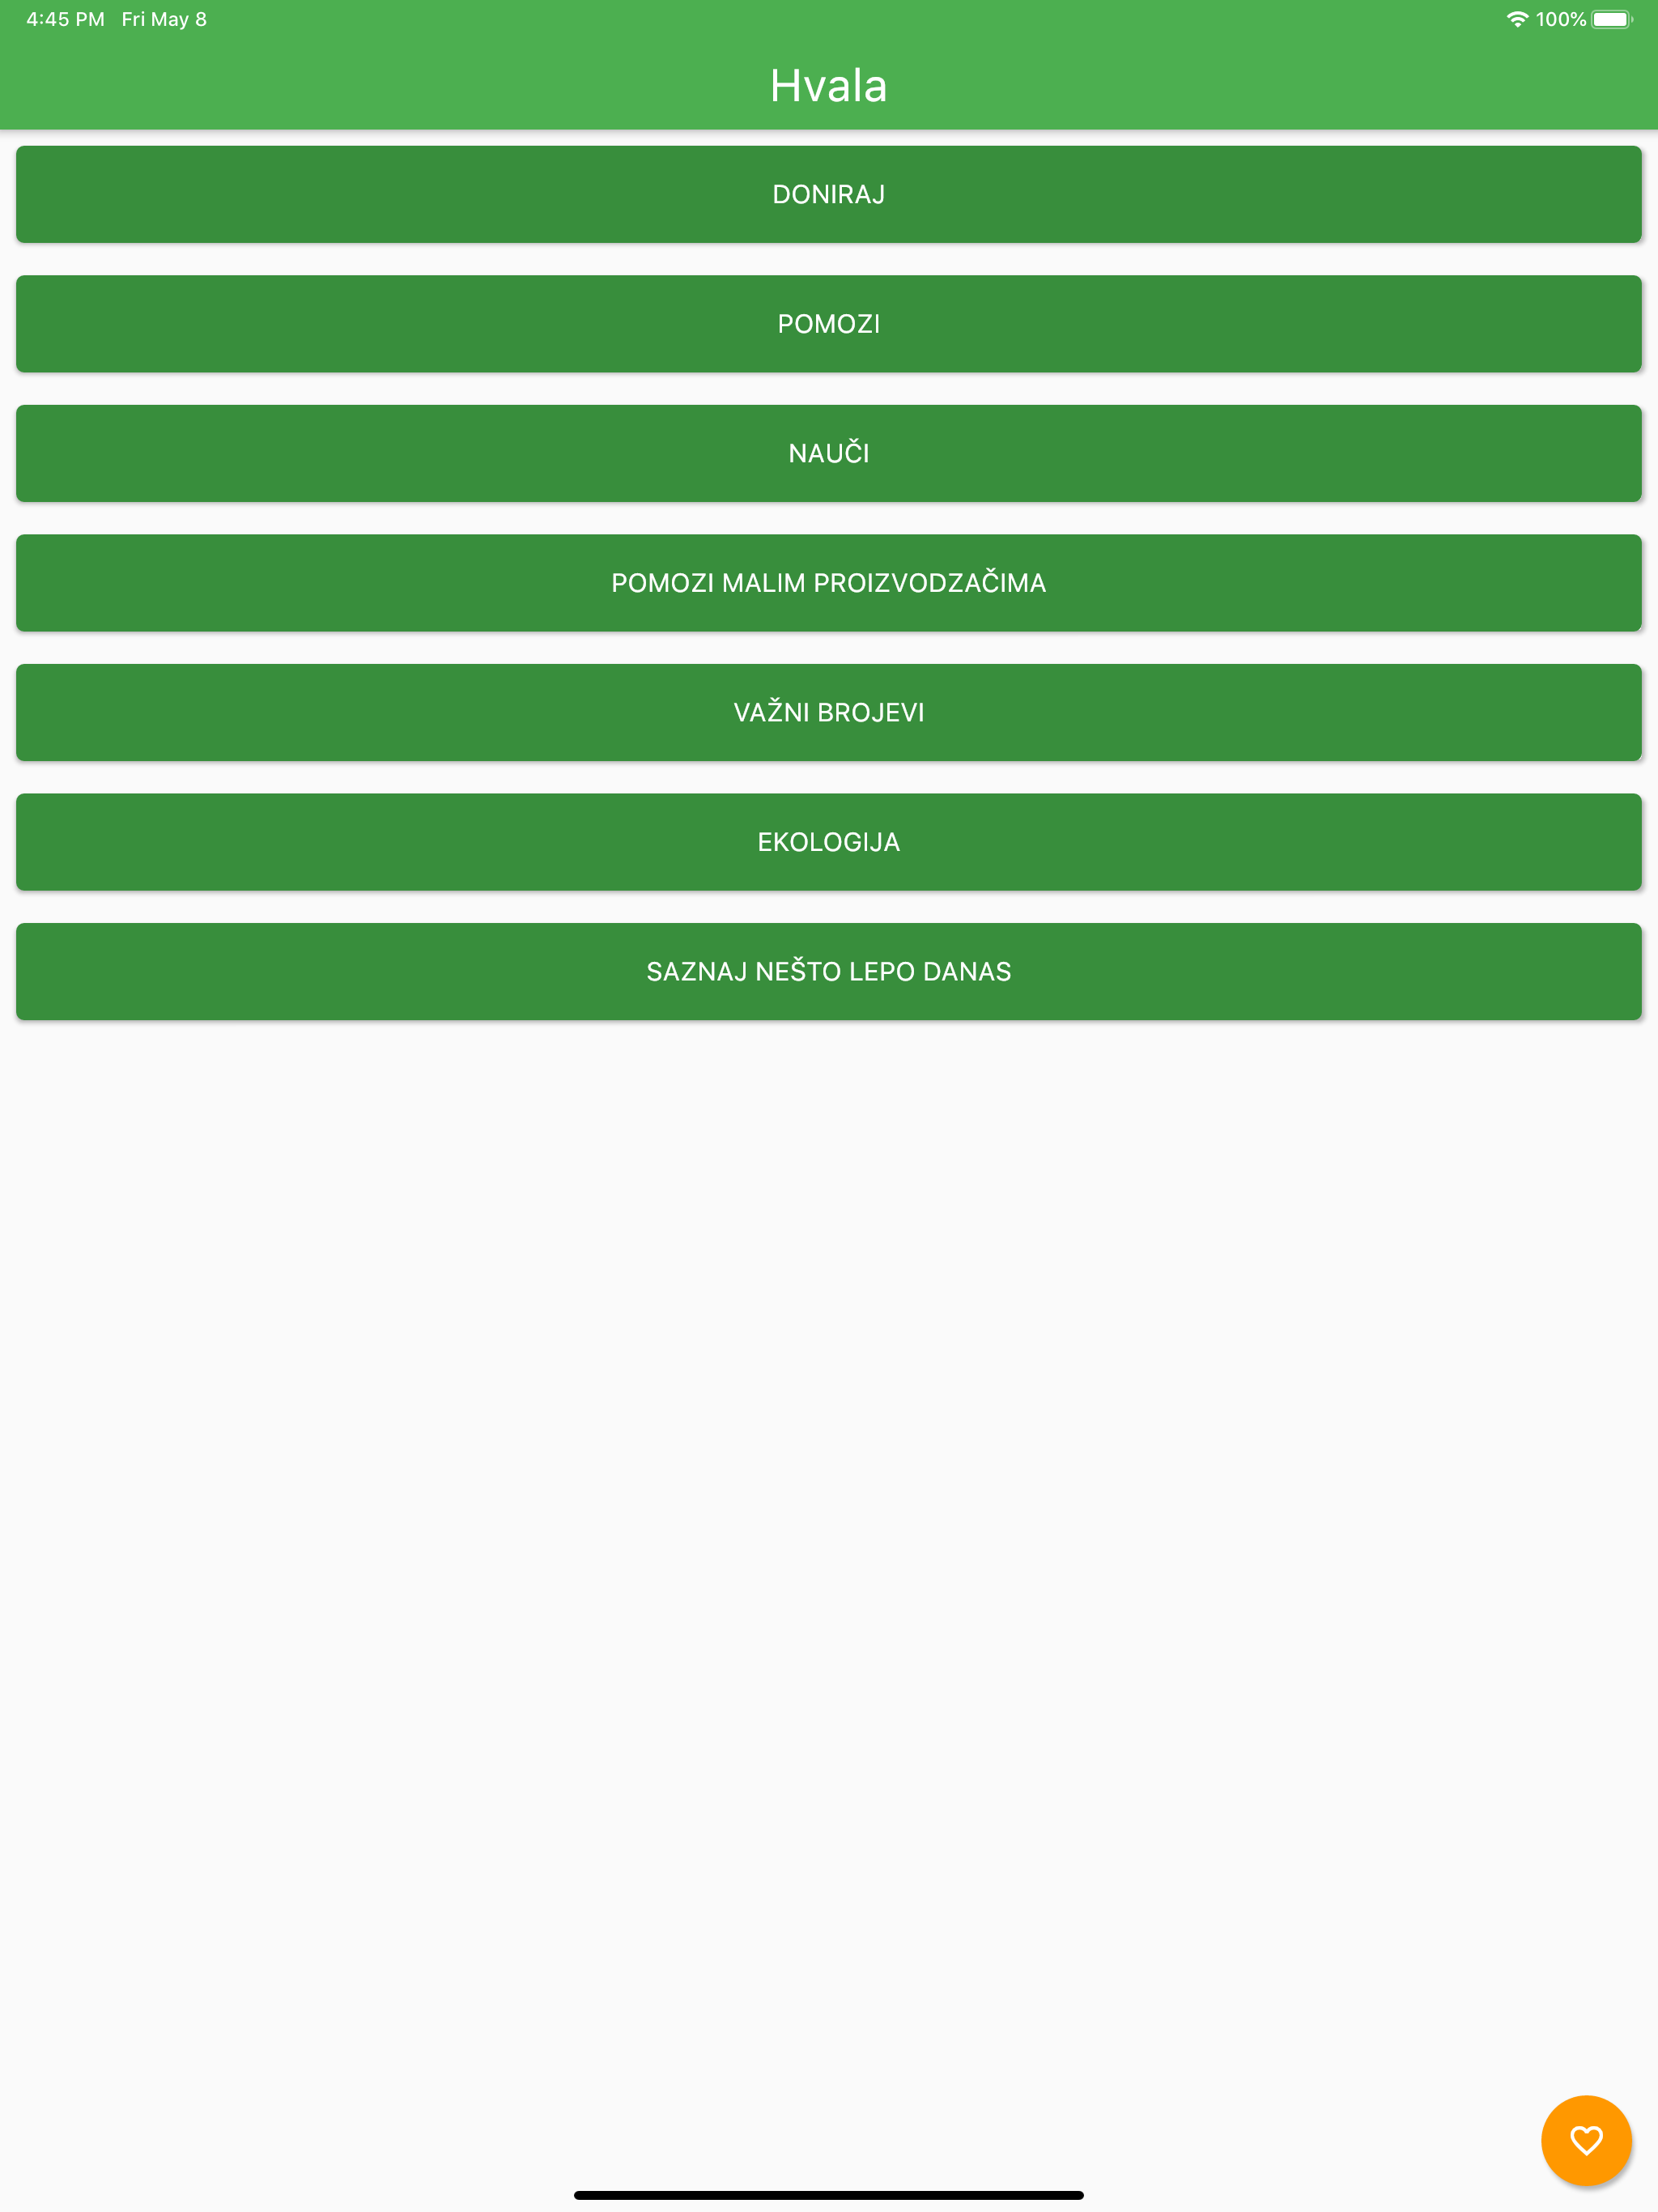 4:45 PM Fri May 8 100%
Hvala
DONIRAJ
POMOZI
NAUČI
POMOZI MALIM PROIZVODZAČIMA
VAŽNI BROJEVI
EKOLOGIJA
SAZNAJ NEŠTO LEPO DANAS